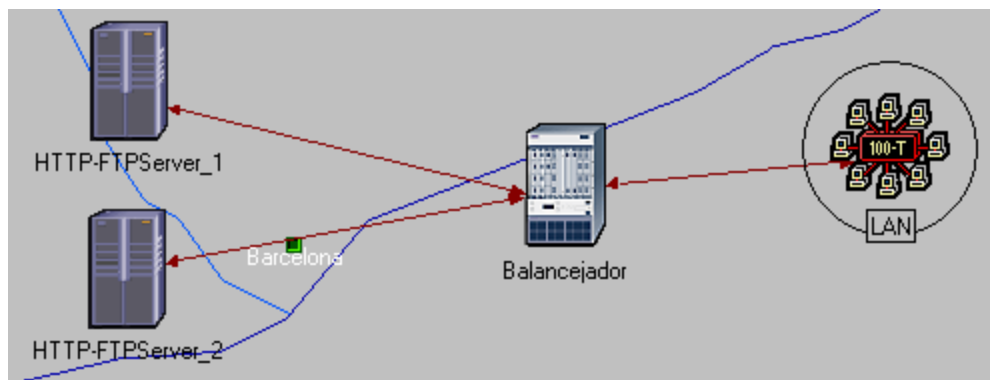 HTTP-FTPServer_1
100-T
LAN
Barcelona
Balancejador
HTTP-FTPServer_2